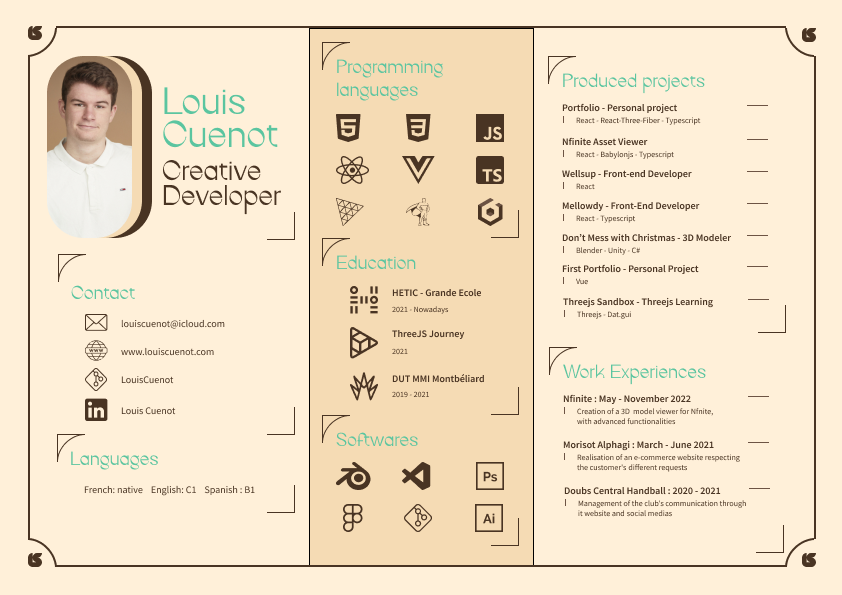 Louis
Cuenot
Creative
Developer
Contact
louiscuenot@icloud.com
WWW
www.louiscuenot.com
LouisCuenot
in
Louis Cuenot
Languages
French: native English: C1 Spanish : B1
Programming
languages
JS
TS
Education
HETIC - Grande Ecole
2021 - Nowadays
ThreeJS Journey
2021
DUT MMI Montbéliard
2019 - 2021
Softwares
Ps
Ai
Produced projects
Portfolio - Personal project
React - React-Three-Fiber - Typescript
Nfinite Asset Viewer
React - Babylonjs - Typescript
Wellsup - Front-end Developer
React
Mellowdy - Front-End Developer
React - Typescript
Don't Mess with Christmas - 3D Modeler
Blender - Unity - C#
First Portfolio - Personal Project
Vue
Threejs Sandbox - Threejs Learning
Threejs - Dat.gui
Work Experiences
Nfinite : May - November 2022
Creation of a 3D model viewer for Nfinite,
with advanced functionalities
Morisot Alphagi : March - June 2021
Realisation of an e-commerce website respecting
the customer's different requests
Doubs Central Handball : 2020 - 2021
Management of the club's communication through
it website and social medias